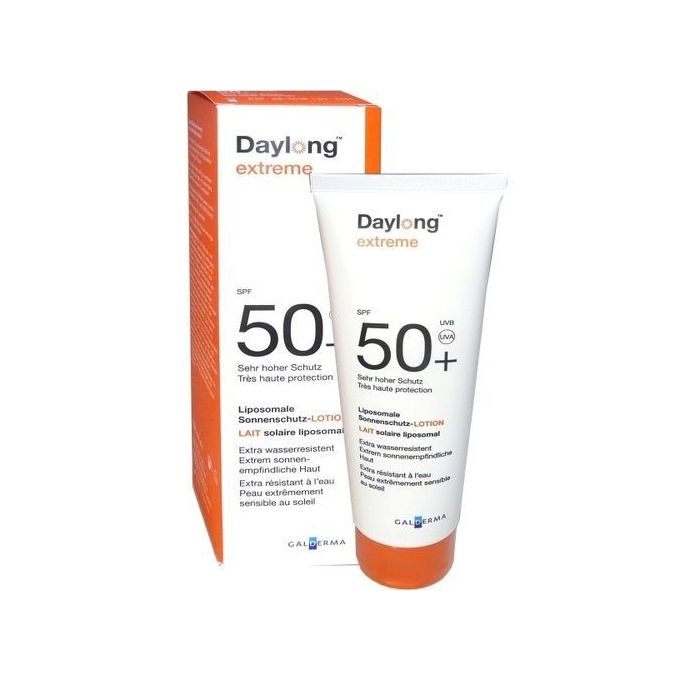 Daylong™
extreme
SPF
50
Sehr hoher Schutz
Très haute protection
Liposomale
Sonnenschutz-LOTION
LAIT solaire liposomal
Extra wasserresistent
Extrem sonnen-
empfindliche Haut
Extra résistant à l'eau
Peau extrêmement
sensible au soleil
GALDERMA
Daylong™
extreme
SPF
UVB
UVA
50+
Sehr hoher Schutz
Très haute protection
Liposomale
Sonnenschutz-LOTION
LAIT solaire liposomal
Extra wasserresistent
Extrem sonnenempfindliche
Haut
Extra résistant à l'eau
Peau extrêmement sensible
au soleil
GALDERMA